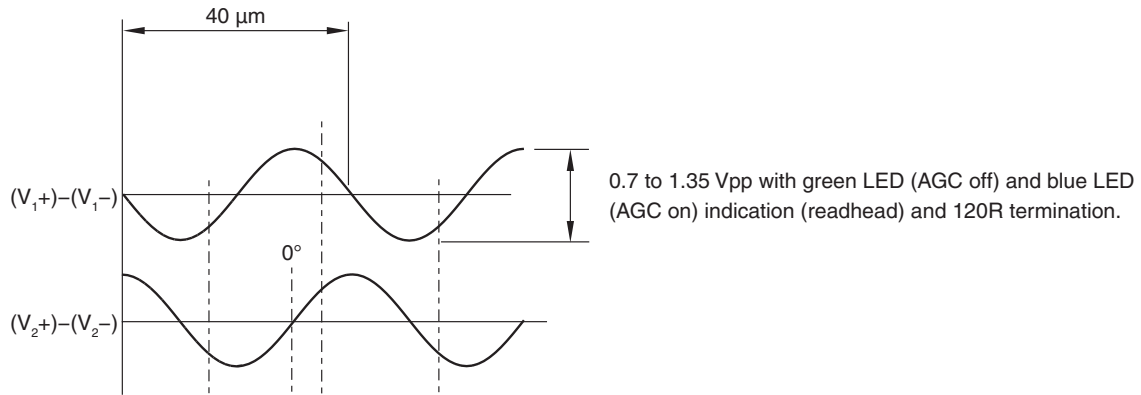 40 µm
(V₁+)–(V₁–)
0.7 to 1.35 Vpp with green LED (AGC off) and blue LED
(AGC on) indication (readhead) and 120R termination.
0°
(V₂+)–(V₂–)